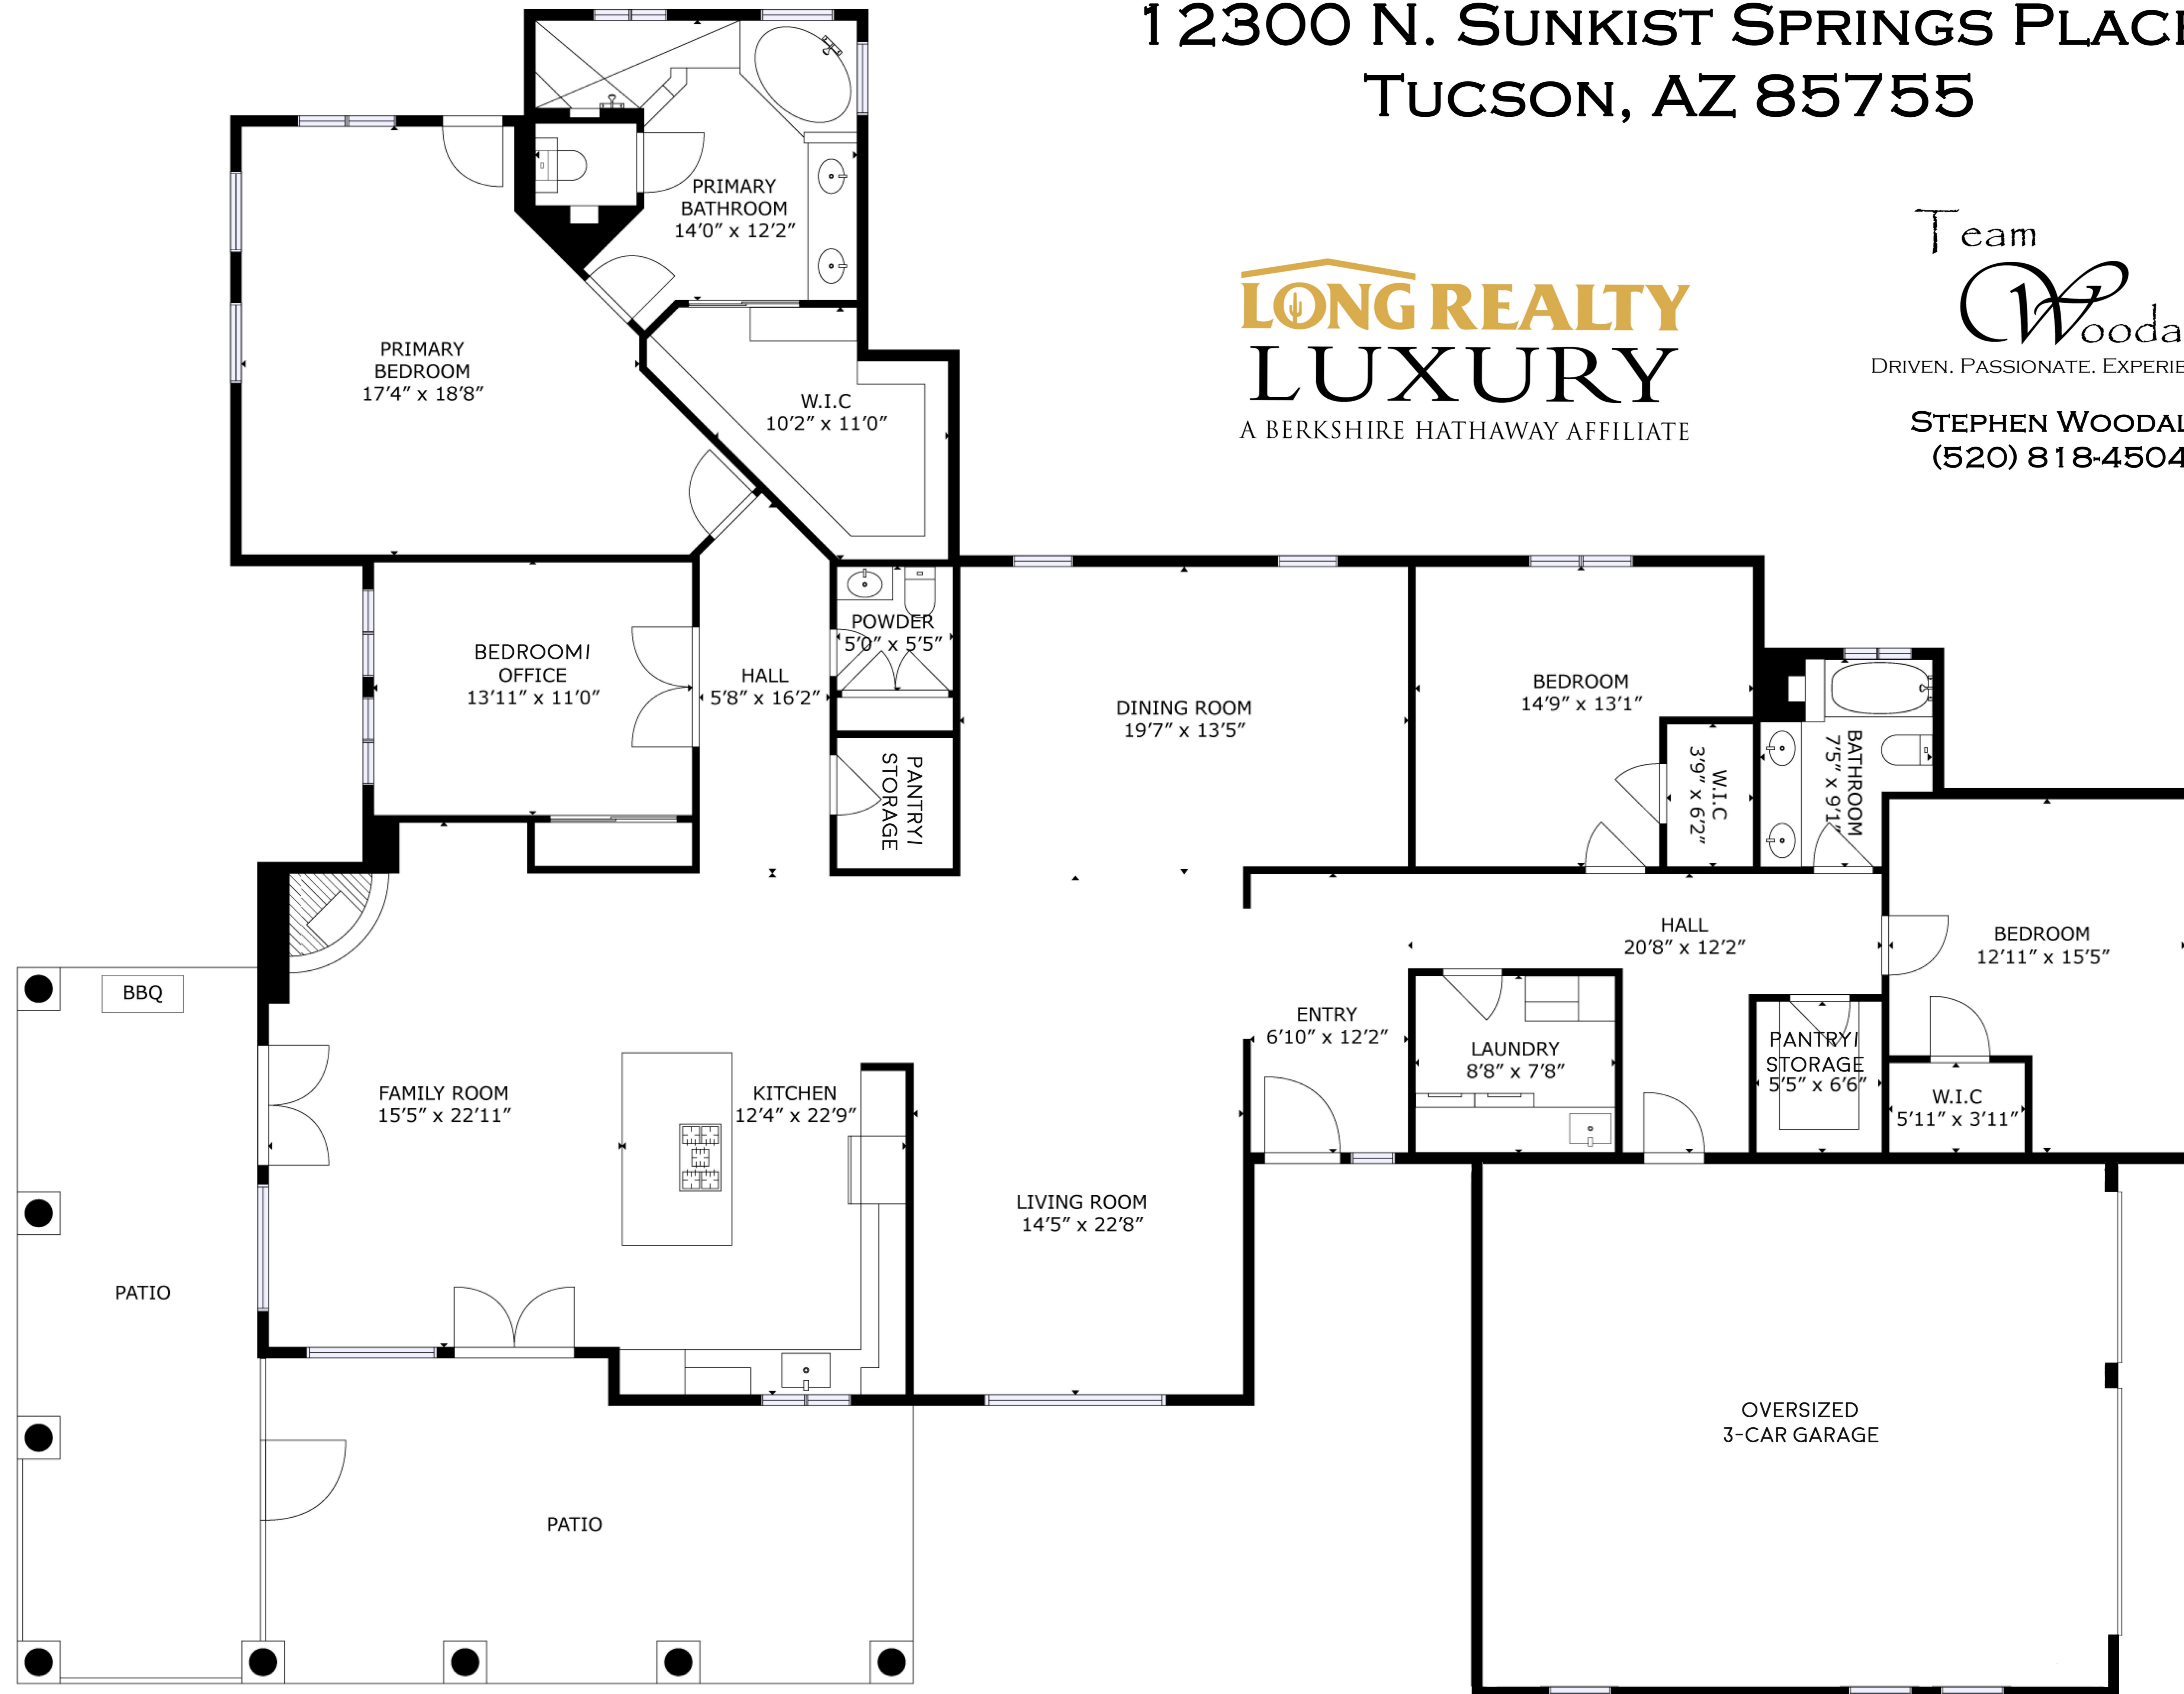 12300 N. SUNKIST SPRINGS PLACE
TUCSON, AZ 85755
LONG REALTY
LUXURY
A BERKSHIRE HATHAWAY AFFILIATE
Team
Wooda
DRIVEN. PASSIONATE. EXPERIE
STEPHEN WOODAL
(520) 818-4504
PRIMARY
BATHROOM
14'0" x 12'2"
PRIMARY
BEDROOM
17'4" x 18'8"
W.I.C
10'2" x 11'0"
BEDROOM/
OFFICE
13'11" x 11'0"
HALL
5'8" x 16'2"
POWDER
5'0" x 5'5"
PANTRY/
STORAGE
DINING ROOM
19'7" x 13'5"
BEDROOM
14'9" x 13'1"
W.I.C
3'9" x 6'2"
BATHROOM
7'5" x 9'1"
HALL
20'8" x 12'2"
BEDROOM
12'11" x 15'5"
BBQ
ENTRY
6'10" x 12'2"
LAUNDRY
8'8" x 7'8"
PANTRY/
STORAGE
5'5" x 6'6"
W.I.C
5'11" x 3'11"
FAMILY ROOM
15'5" x 22'11"
KITCHEN
12'4" x 22'9"
LIVING ROOM
14'5" x 22'8"
PATIO
OVERSIZED
3-CAR GARAGE
PATIO